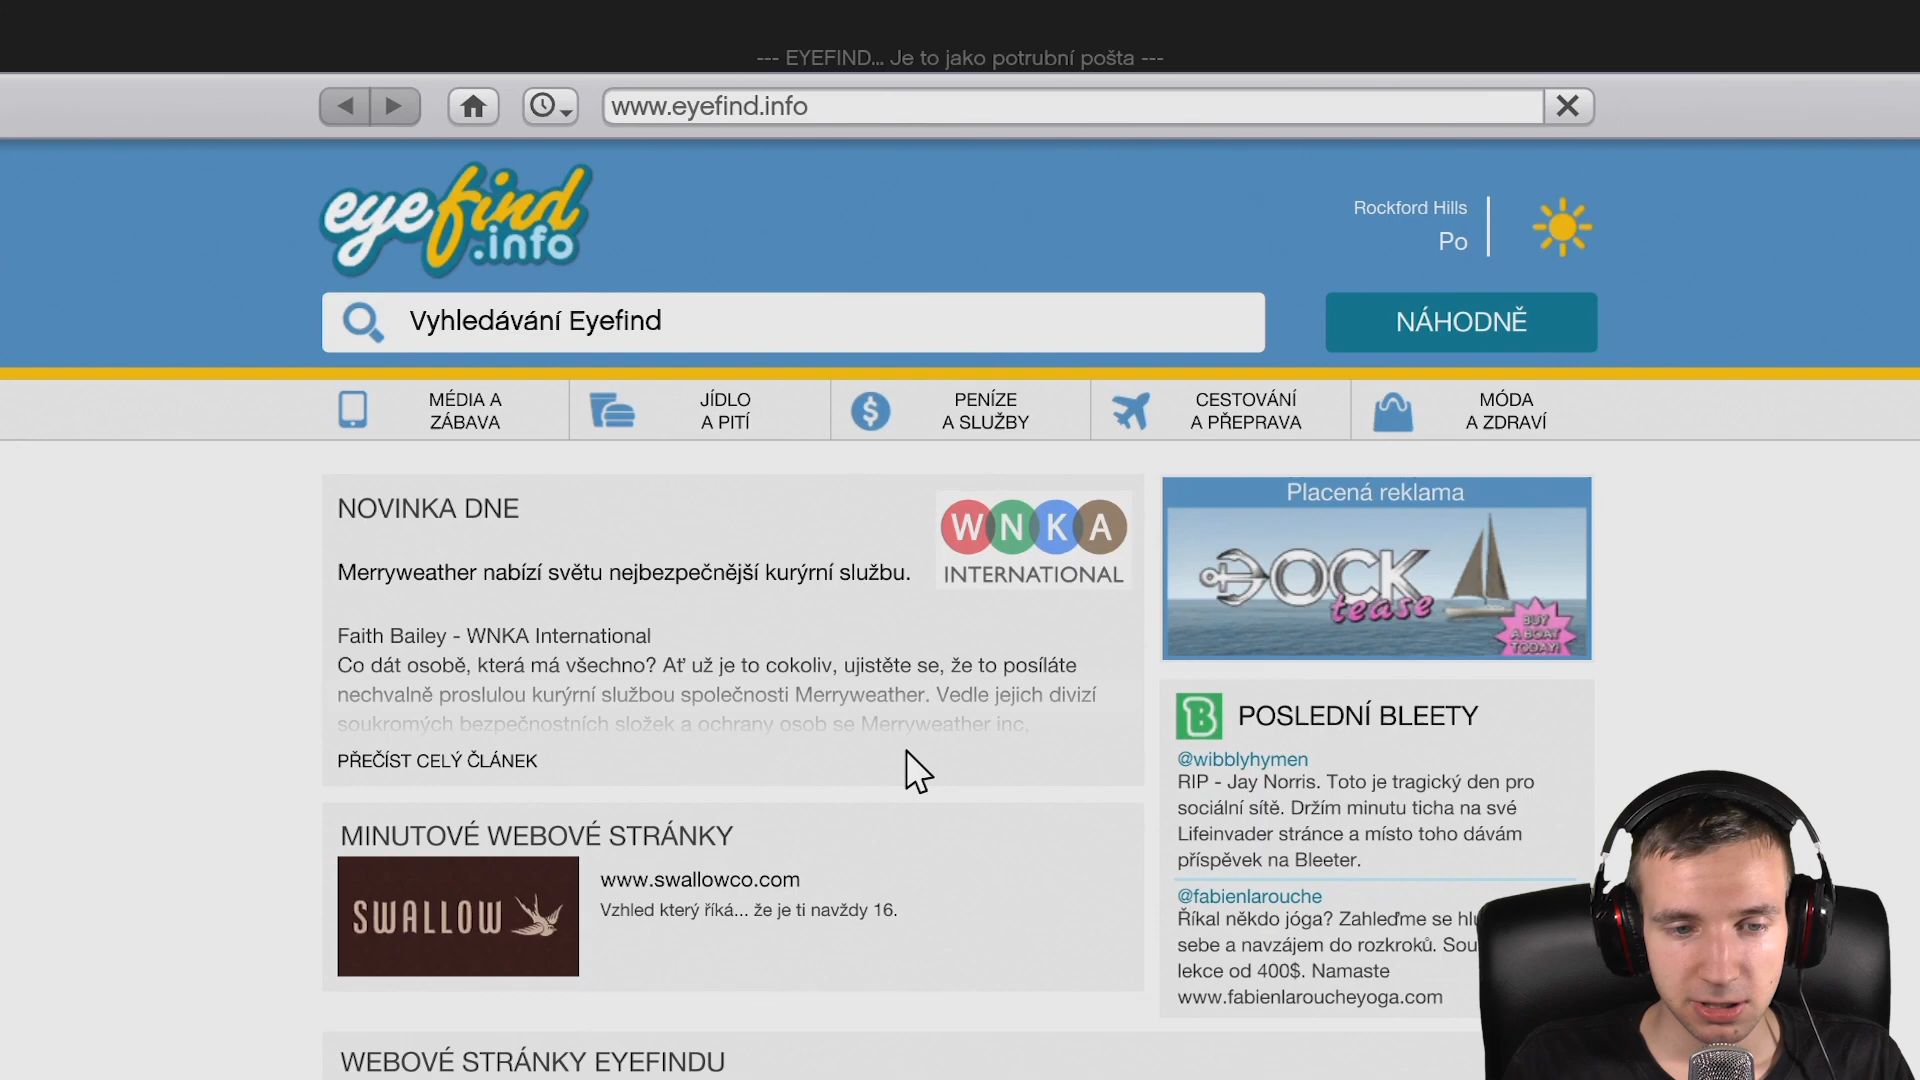 --- EYEFIND... Je to jako potrubní pošta ---
www.eyefind.info
eyefind
.info
Rockford Hills
Po
Vyhledávání Eyefind
NÁHODNĚ
MÉDIA A
ZÁBAVA
JÍDLO
A PITÍ
PENÍZE
A SLUŽBY
CESTOVÁNÍ
A PŘEPRAVA
MÓDA
A ZDRAVÍ
NOVINKA DNE
WNKA
INTERNATIONAL
Merryweather nabízí světu nejbezpečnější kurýrní službu.
Faith Bailey - WNKA International
Co dát osobě, která má všechno? Ať už je to cokoliv, ujistěte se, že to posíláte
nechvalně proslulou kurýrní službou společnosti Merryweather. Vedle jejich divizí
soukromých bezpečnostních složek a ochrany osob se Merryweather inc,
PŘEČÍST CELÝ ČLÁNEK
MINUTOVÉ WEBOVÉ STRÁNKY
SWALLOW
www.swallowco.com
Vzhled který říká... že je ti navždy 16.
WEBOVÉ STRÁNKY EYEFINDU
Placená reklama
DOCK
tease
BUY
A BOAT
TODAY!
B
POSLEDNÍ BLEETY
@wibblyhymen
RIP - Jay Norris. Toto je tragický den pro
sociální sítě. Držím minutu ticha na své
Lifeinvader stránce a místo toho dávám
příspěvek na Bleeter.
@fabienlarouche
Říkal někdo jóga? Zahleďme se
sebe a navzájem do rozkroků.
lekce od 400$. Namaste
www.fabienlaroucheyoga.com